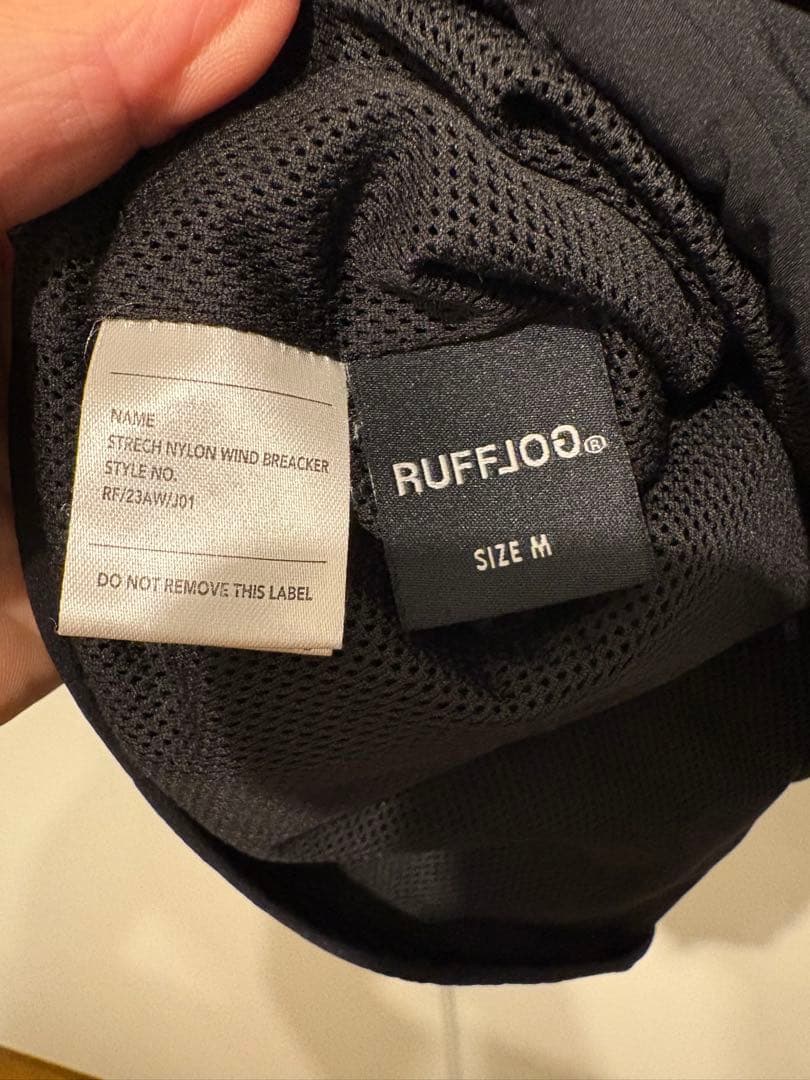 NAME
STRECH NYLON WIND BREACKER
STYLE NO.
RF/23AW/J01
DO NOT REMOVE THIS LABEL
RUFFLOG®
SIZE M